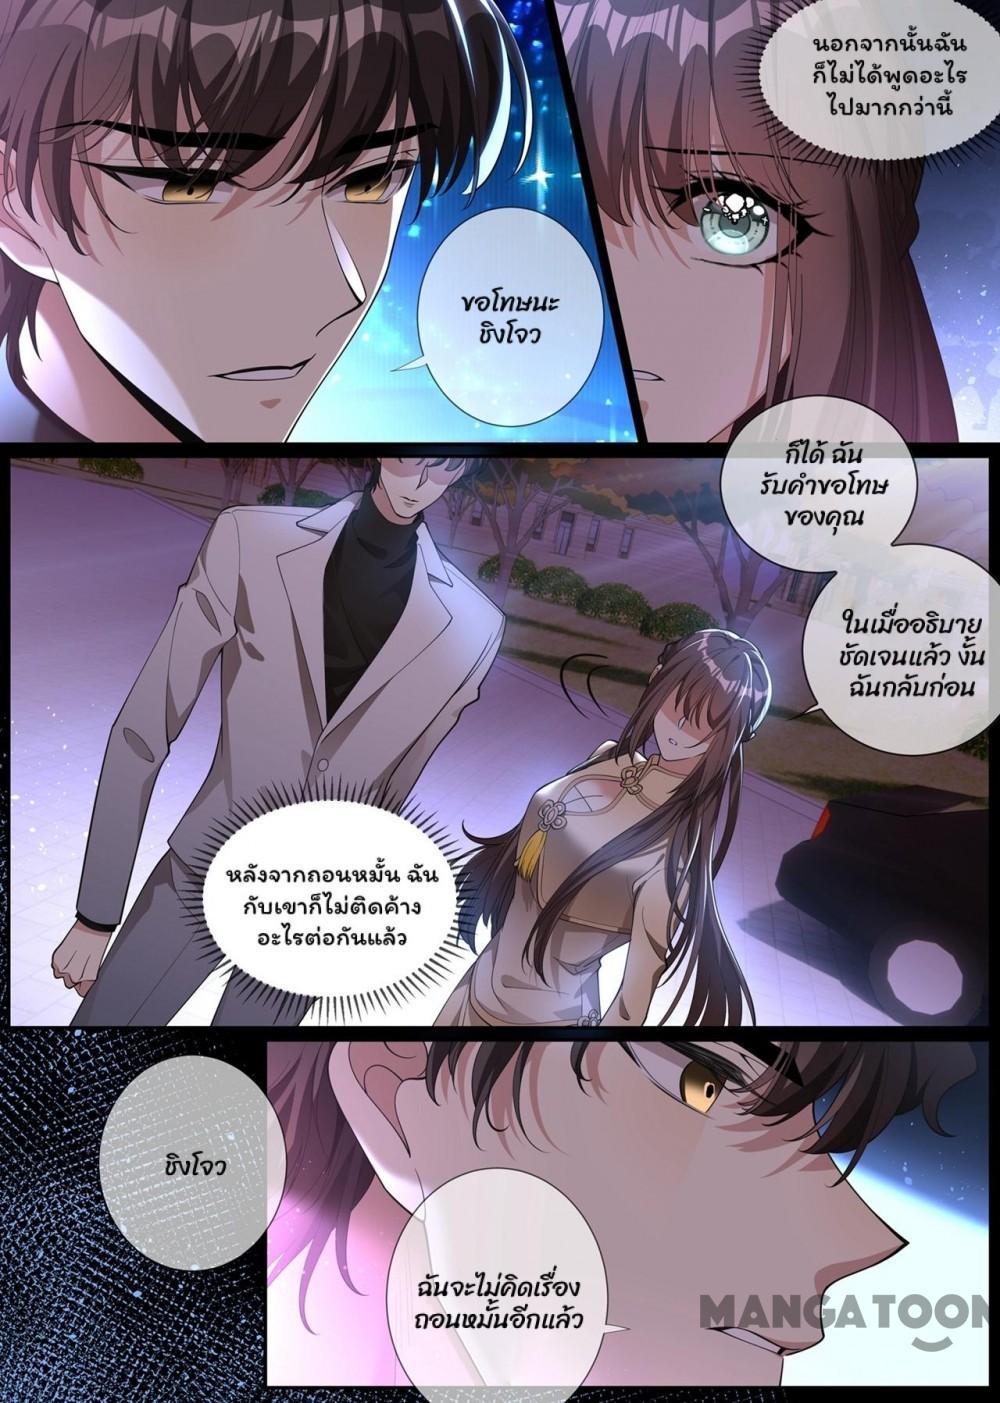 นอกจากนั้นฉัน
ก็ไม่ได้พูดอะไร
ไปมากกว่านี้
ขอโทษนะ
ชิงโจว
ก็ได้ ฉัน
รับคำขอโทษ
ของคุณ
ในเมื่ออธิบาย
ชัดเจนแล้ว งั้น
ฉันกลับก่อน
หลังจากถอนหมั้น ฉัน
กับเขาก็ไม่ติดค้าง
อะไรต่อกันแล้ว
ชิงโจว
ฉันจะไม่คิดเรื่อง
ถอนหมั้นอีกแล้ว
MANGATOON